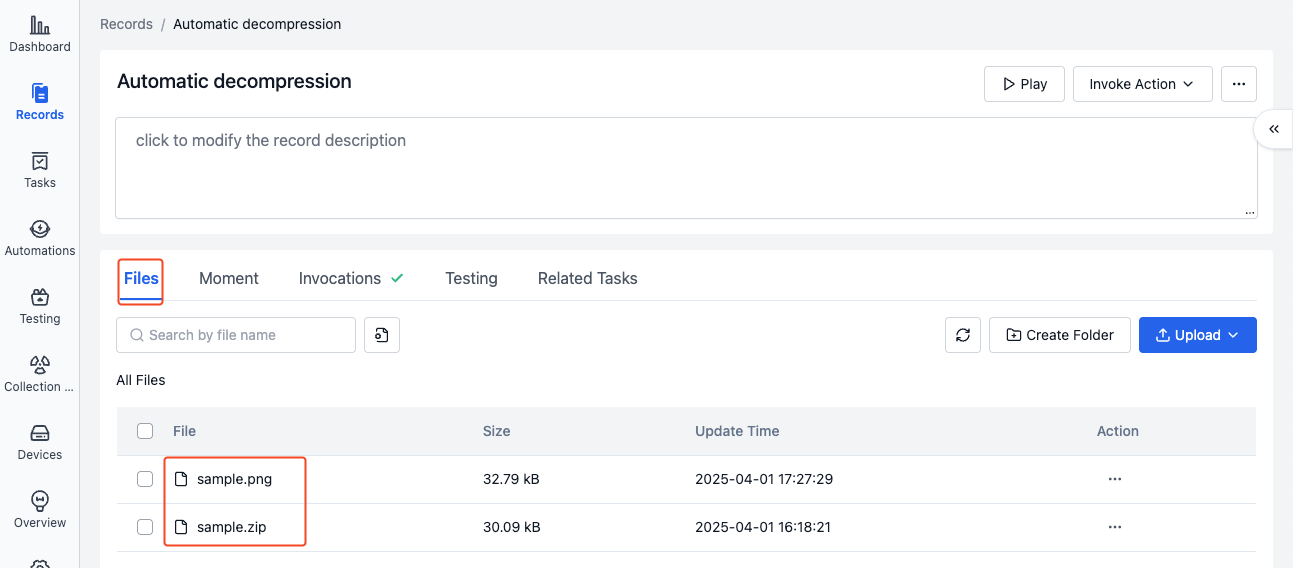 Dashboard
Records
Tasks
Automations
Testing
Collection ...
Devices
Overview
Records / Automatic decompression
Automatic decompression
Play
Invoke Action
click to modify the record description
Files Moment Invocations Testing Related Tasks
Search by file name
Create Folder
Upload
All Files
File Size Update Time Action
sample.png 32.79 kB 2025-04-01 17:27:29
sample.zip 30.09 kB 2025-04-01 16:18:21